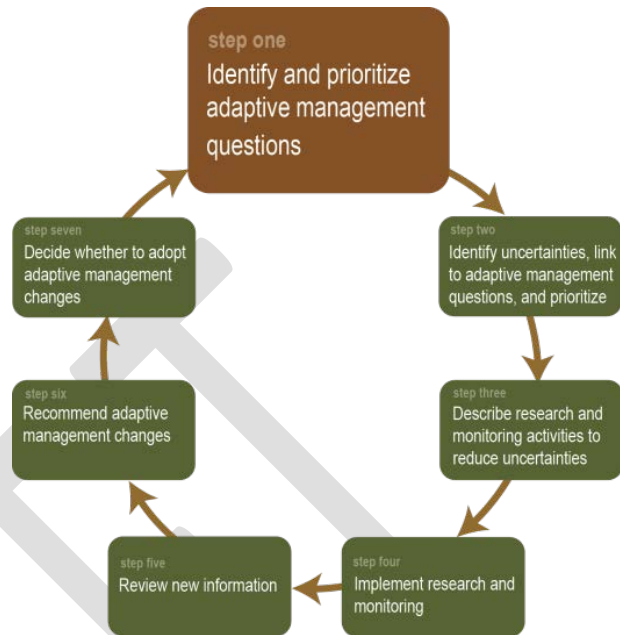 step one
Identify and prioritize
adaptive management
questions
step two
Identify uncertainties, link
to adaptive management
questions, and prioritize
step three
Describe research and
monitoring activities to
reduce uncertainties
step four
Implement research and
monitoring
step five
Review new information
step six
Recommend adaptive
management changes
step seven
Decide whether to adopt
adaptive management
changes